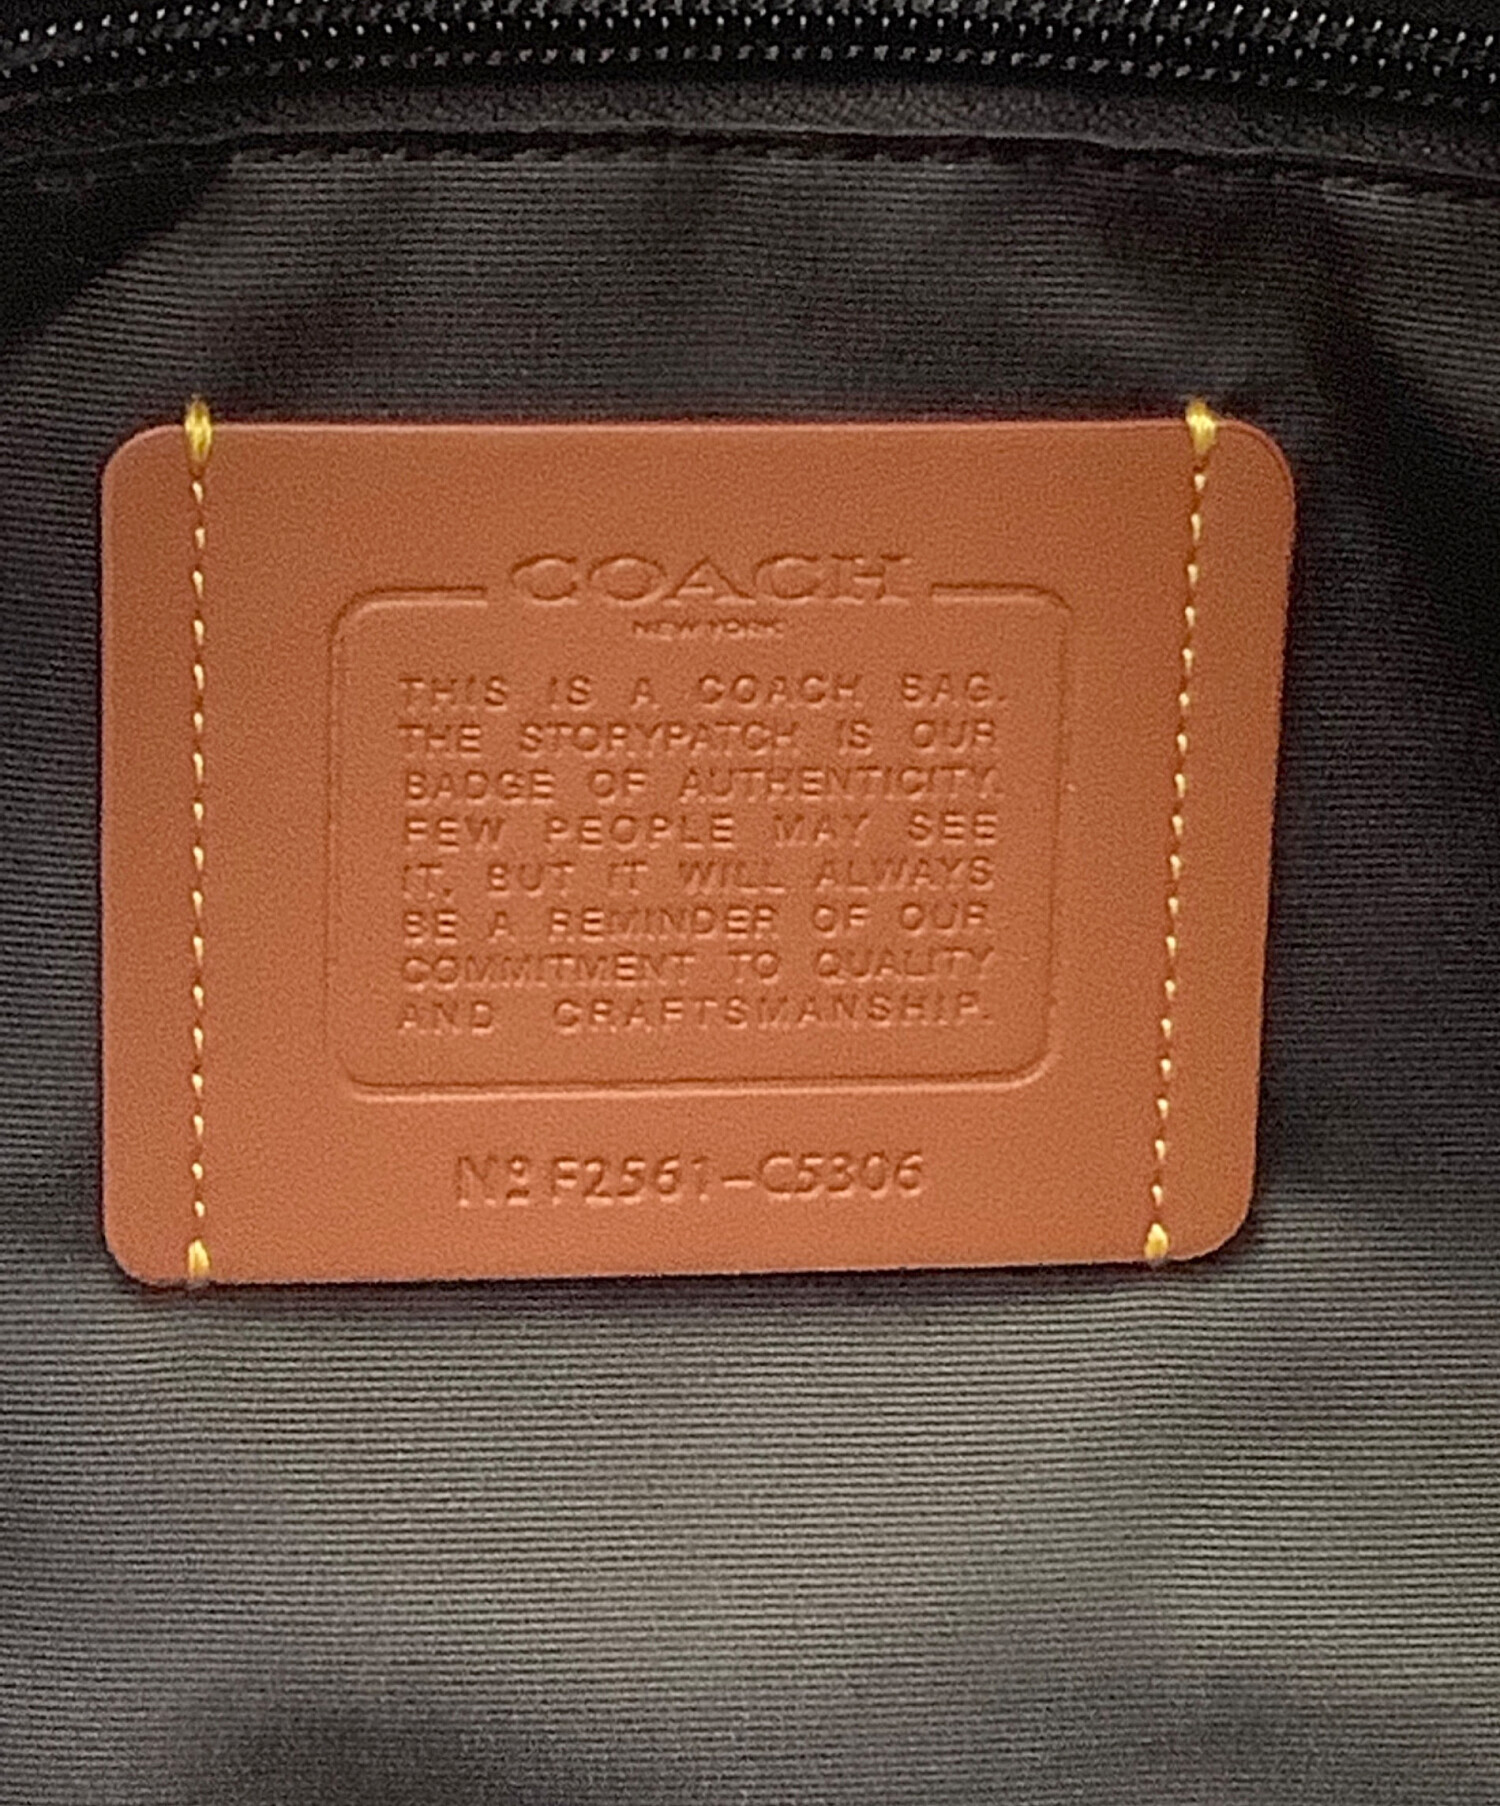 COACH
NEW YORK
THIS IS A COACH BAG.
THE STORYPATCH IS OUR
BADGE OF AUTHENTICITY.
FEW PEOPLE MAY SEE
IT, BUT IT WILL ALWAYS
BE A REMINDER OF OUR
COMMITMENT TO QUALITY
AND CRAFTSMANSHIP.
Nº F2561-C5306